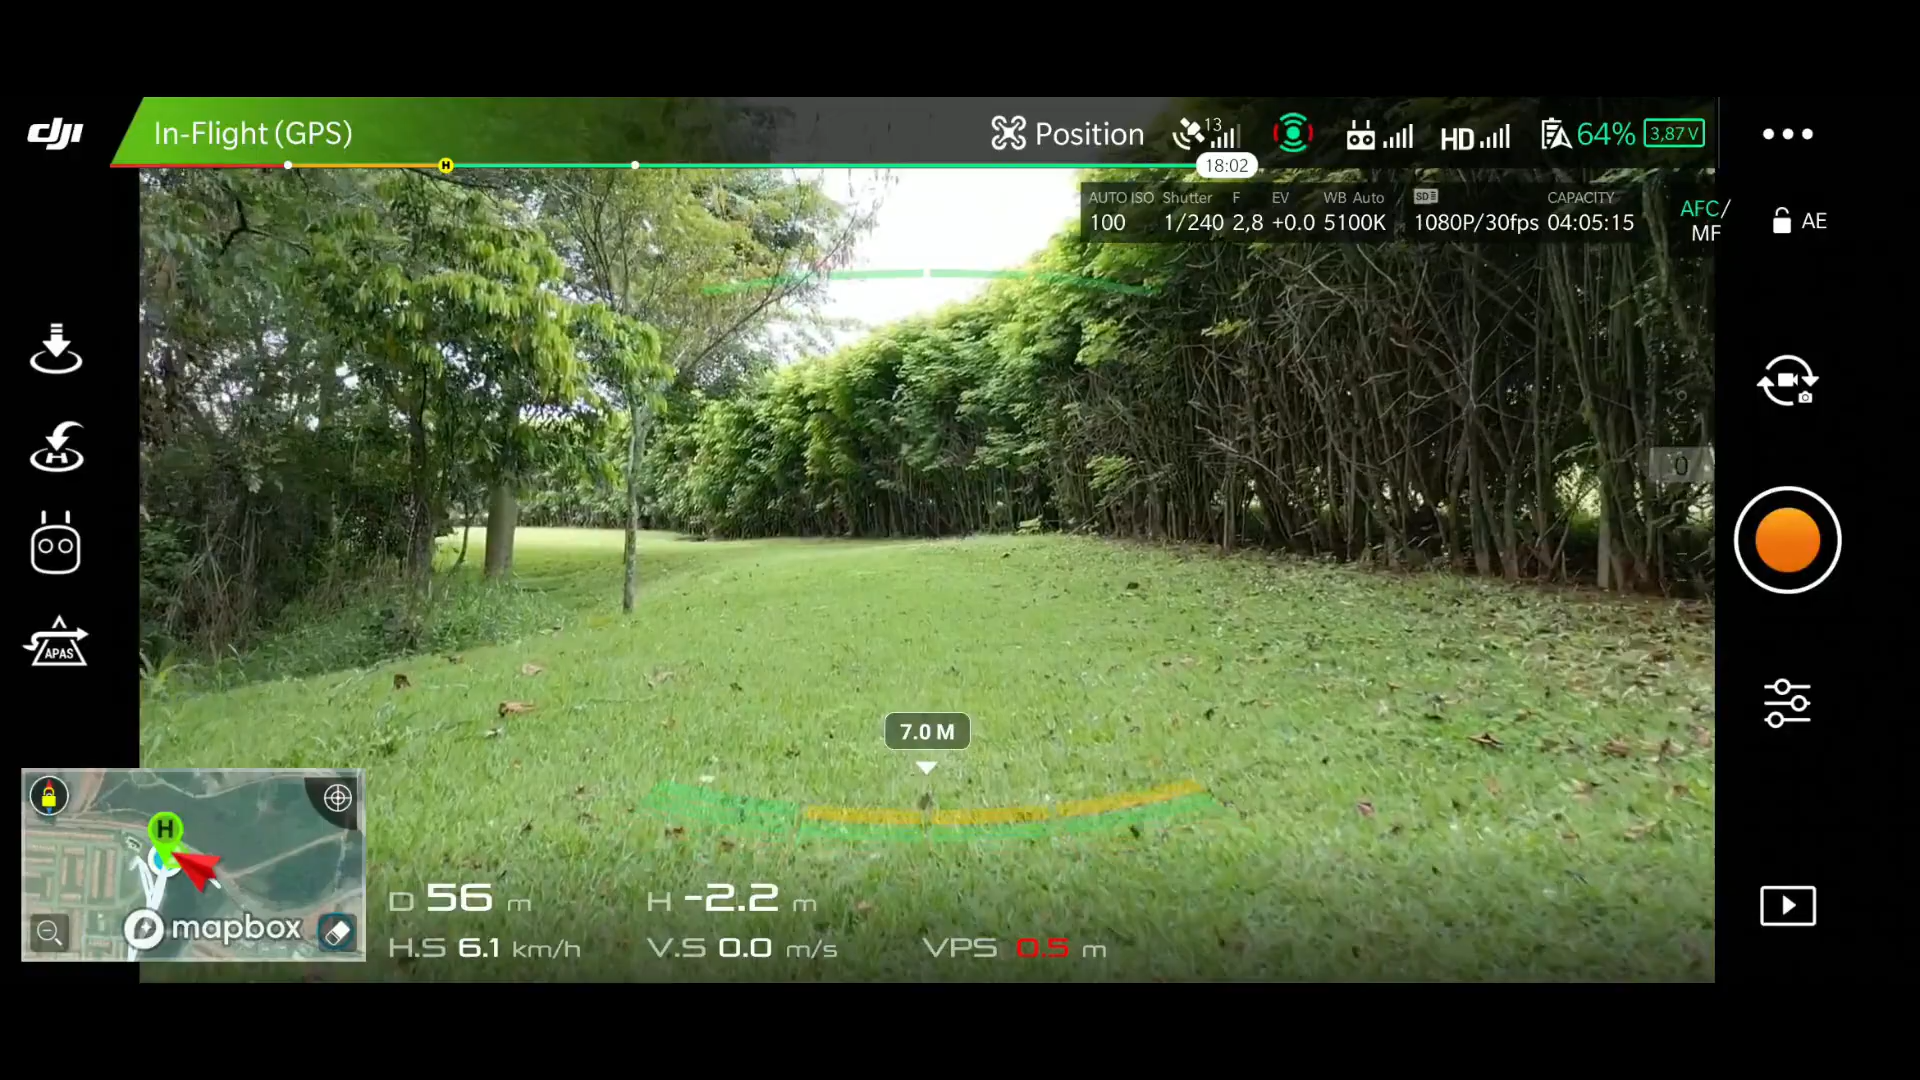 dji
In-Flight (GPS)
Position
13
HD
64%
3,87 V
H
18:02
AUTO ISO Shutter F EV WB Auto SD CAPACITY
100 1/240 2,8 +0.0 5100K 1080P/30fps 04:05:15
AFC/
MF
AE
0
H
APAS
7.0 M
H
mapbox
D 56 m H -2.2 m
H.S 6.1 km/h V.S 0.0 m/s VPS 0.5 m